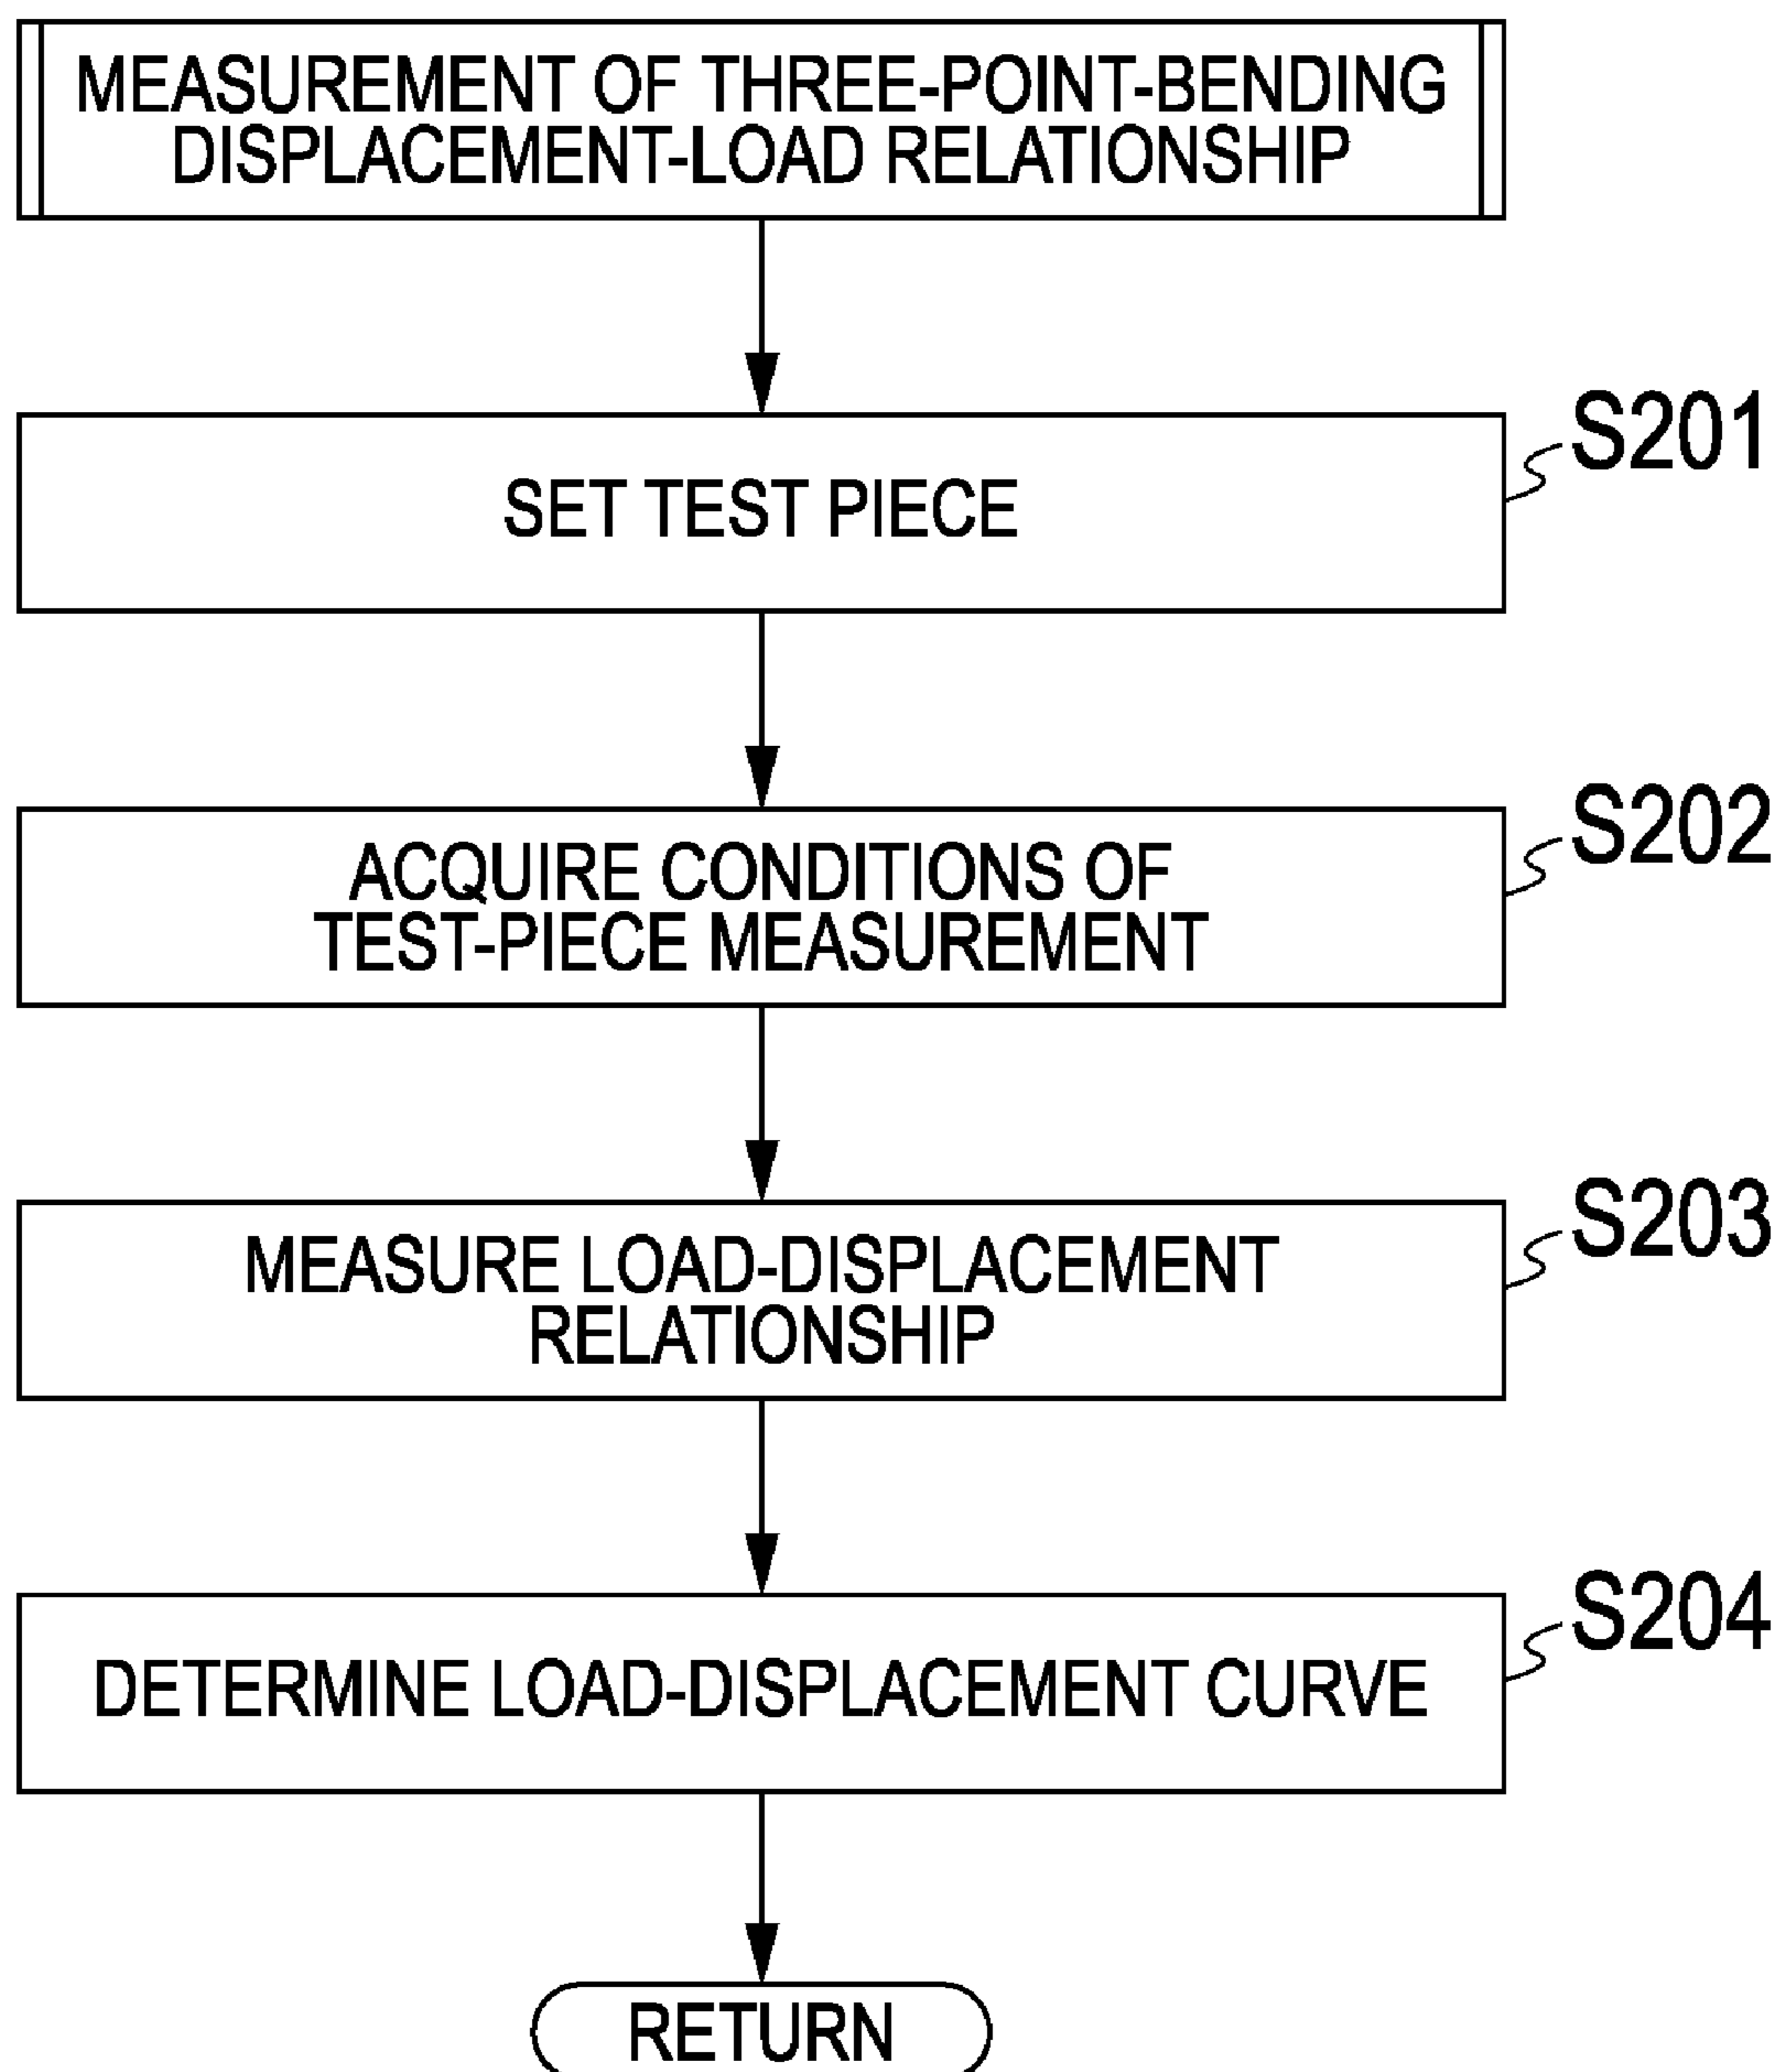 MEASUREMENT OF THREE-POINT-BENDING
DISPLACEMENT-LOAD RELATIONSHIP
S201
SET TEST PIECE
S202
ACQUIRE CONDITIONS OF
TEST-PIECE MEASUREMENT
S203
MEASURE LOAD-DISPLACEMENT
RELATIONSHIP
S204
DETERMINE LOAD-DISPLACEMENT CURVE
RETURN